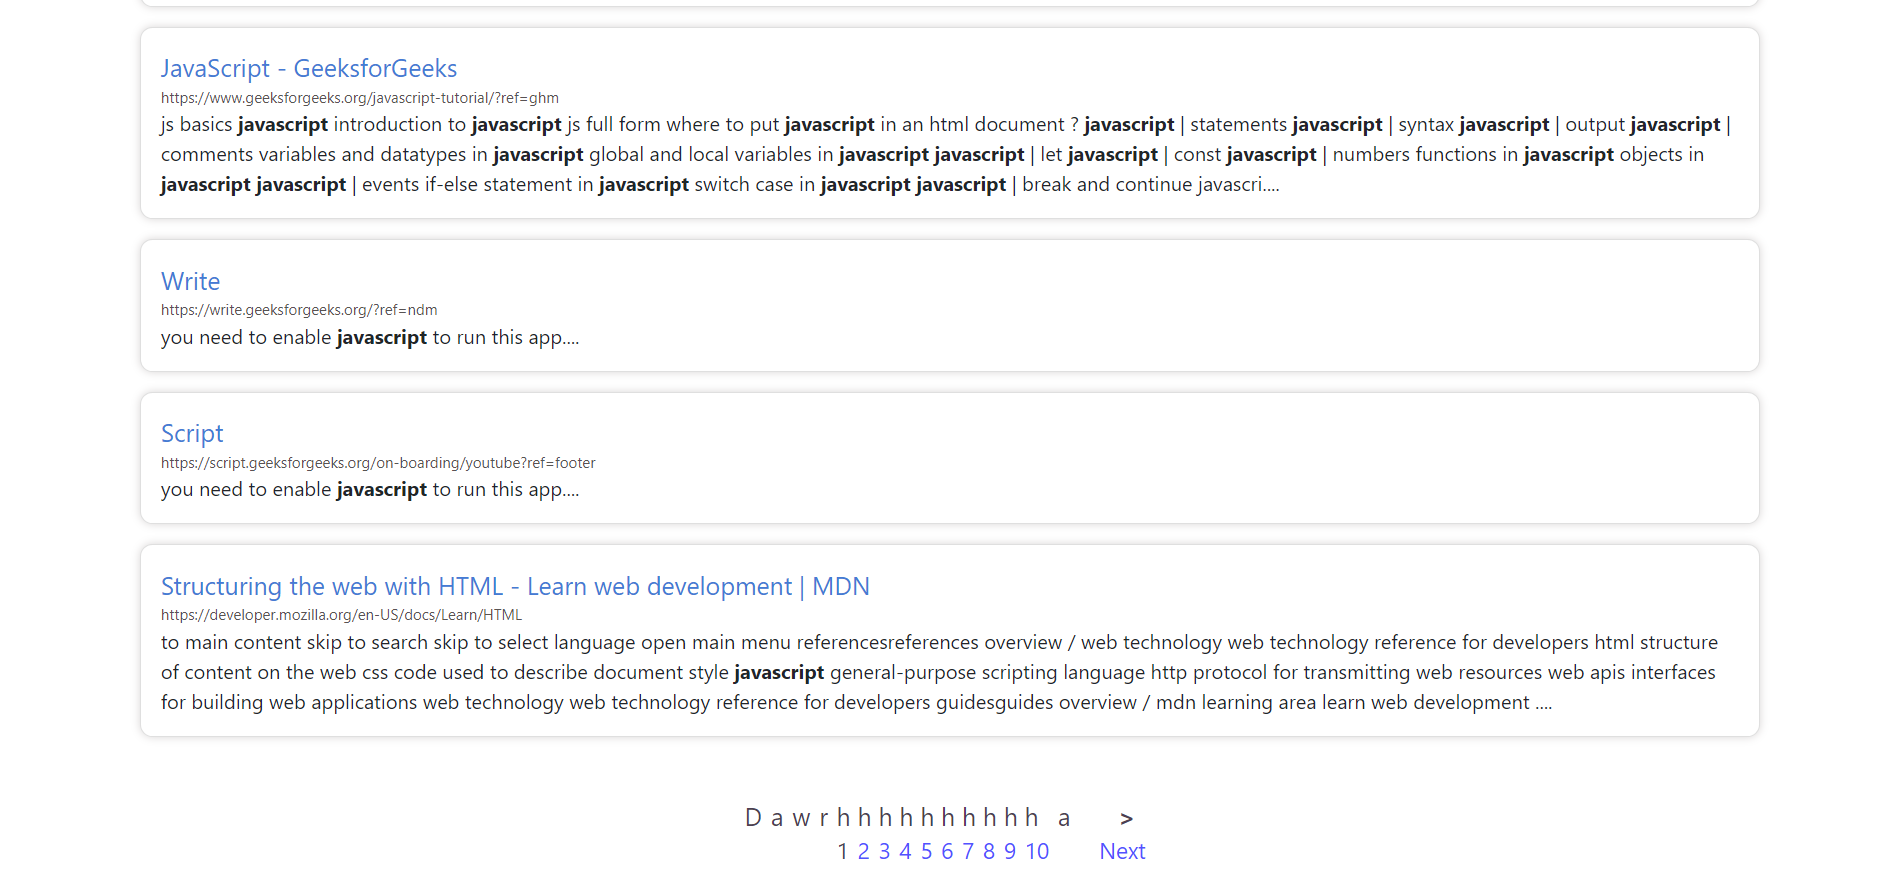 JavaScript - GeeksforGeeks
https://www.geeksforgeeks.org/javascript-tutorial/?ref=ghm
js basics javascript introduction to javascript js full form where to put javascript in an html document ? javascript | statements javascript | syntax javascript | output javascript |
comments variables and datatypes in javascript global and local variables in javascript javascript | let javascript | const javascript | numbers functions in javascript objects in
javascript javascript | events if-else statement in javascript switch case in javascript javascript | break and continue javascri....
Write
https://write.geeksforgeeks.org/?ref=ndm
you need to enable javascript to run this app....
Script
https://script.geeksforgeeks.org/on-boarding/youtube?ref=footer
you need to enable javascript to run this app....
Structuring the web with HTML - Learn web development | MDN
https://developer.mozilla.org/en-US/docs/Learn/HTML
to main content skip to search skip to select language open main menu referencesreferences overview / web technology web technology reference for developers html structure
of content on the web css code used to describe document style javascript general-purpose scripting language http protocol for transmitting web resources web apis interfaces
for building web applications web technology web technology reference for developers guidesguides overview / mdn learning area learn web development ....
D a w r h h h h h h h h h h a >
1 2 3 4 5 6 7 8 9 10 Next